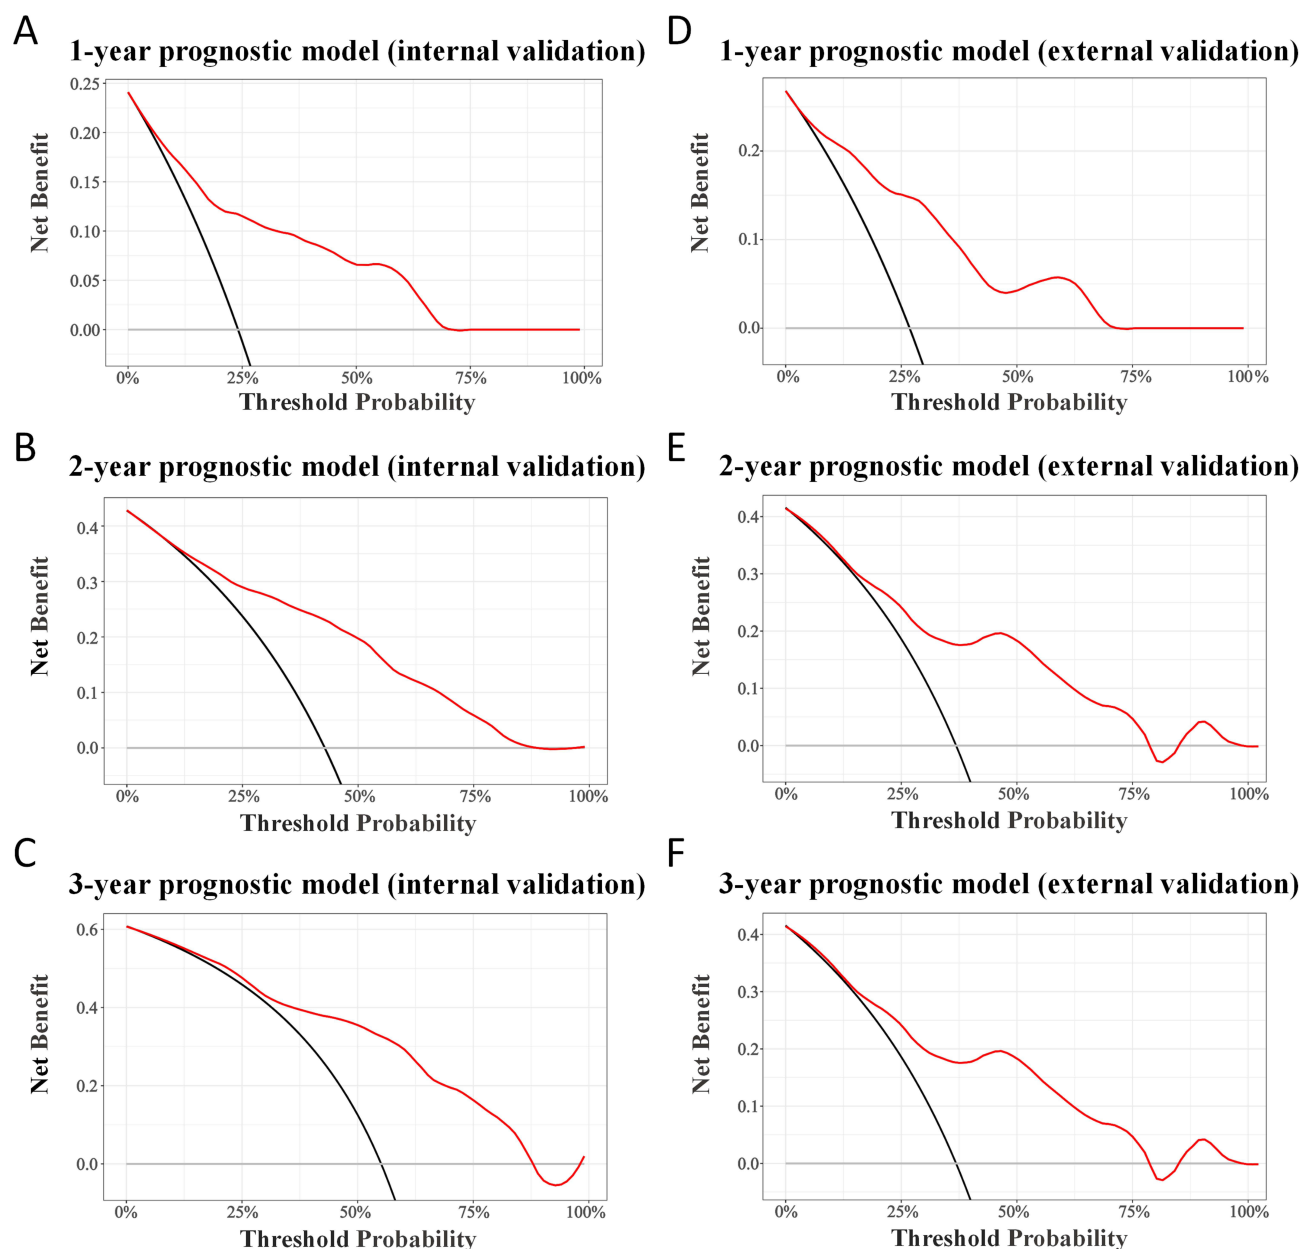 A
1-year prognostic model (internal validation)
0.25
0.20
0.15
0.10
0.05
0.00
Net Benefit
0% 25% 50% 75% 100%
Threshold Probability
D
1-year prognostic model (external validation)
0.2
0.1
0.0
Net Benefit
0% 25% 50% 75% 100%
Threshold Probability
B
2-year prognostic model (internal validation)
0.4
0.3
0.2
0.1
0.0
Net Benefit
0% 25% 50% 75% 100%
Threshold Probability
E
2-year prognostic model (external validation)
0.4
0.3
0.2
0.1
0.0
Net Benefit
0% 25% 50% 75% 100%
Threshold Probability
C
3-year prognostic model (internal validation)
0.6
0.4
0.2
0.0
Net Benefit
0% 25% 50% 75% 100%
Threshold Probability
F
3-year prognostic model (external validation)
0.4
0.3
0.2
0.1
0.0
Net Benefit
0% 25% 50% 75% 100%
Threshold Probability